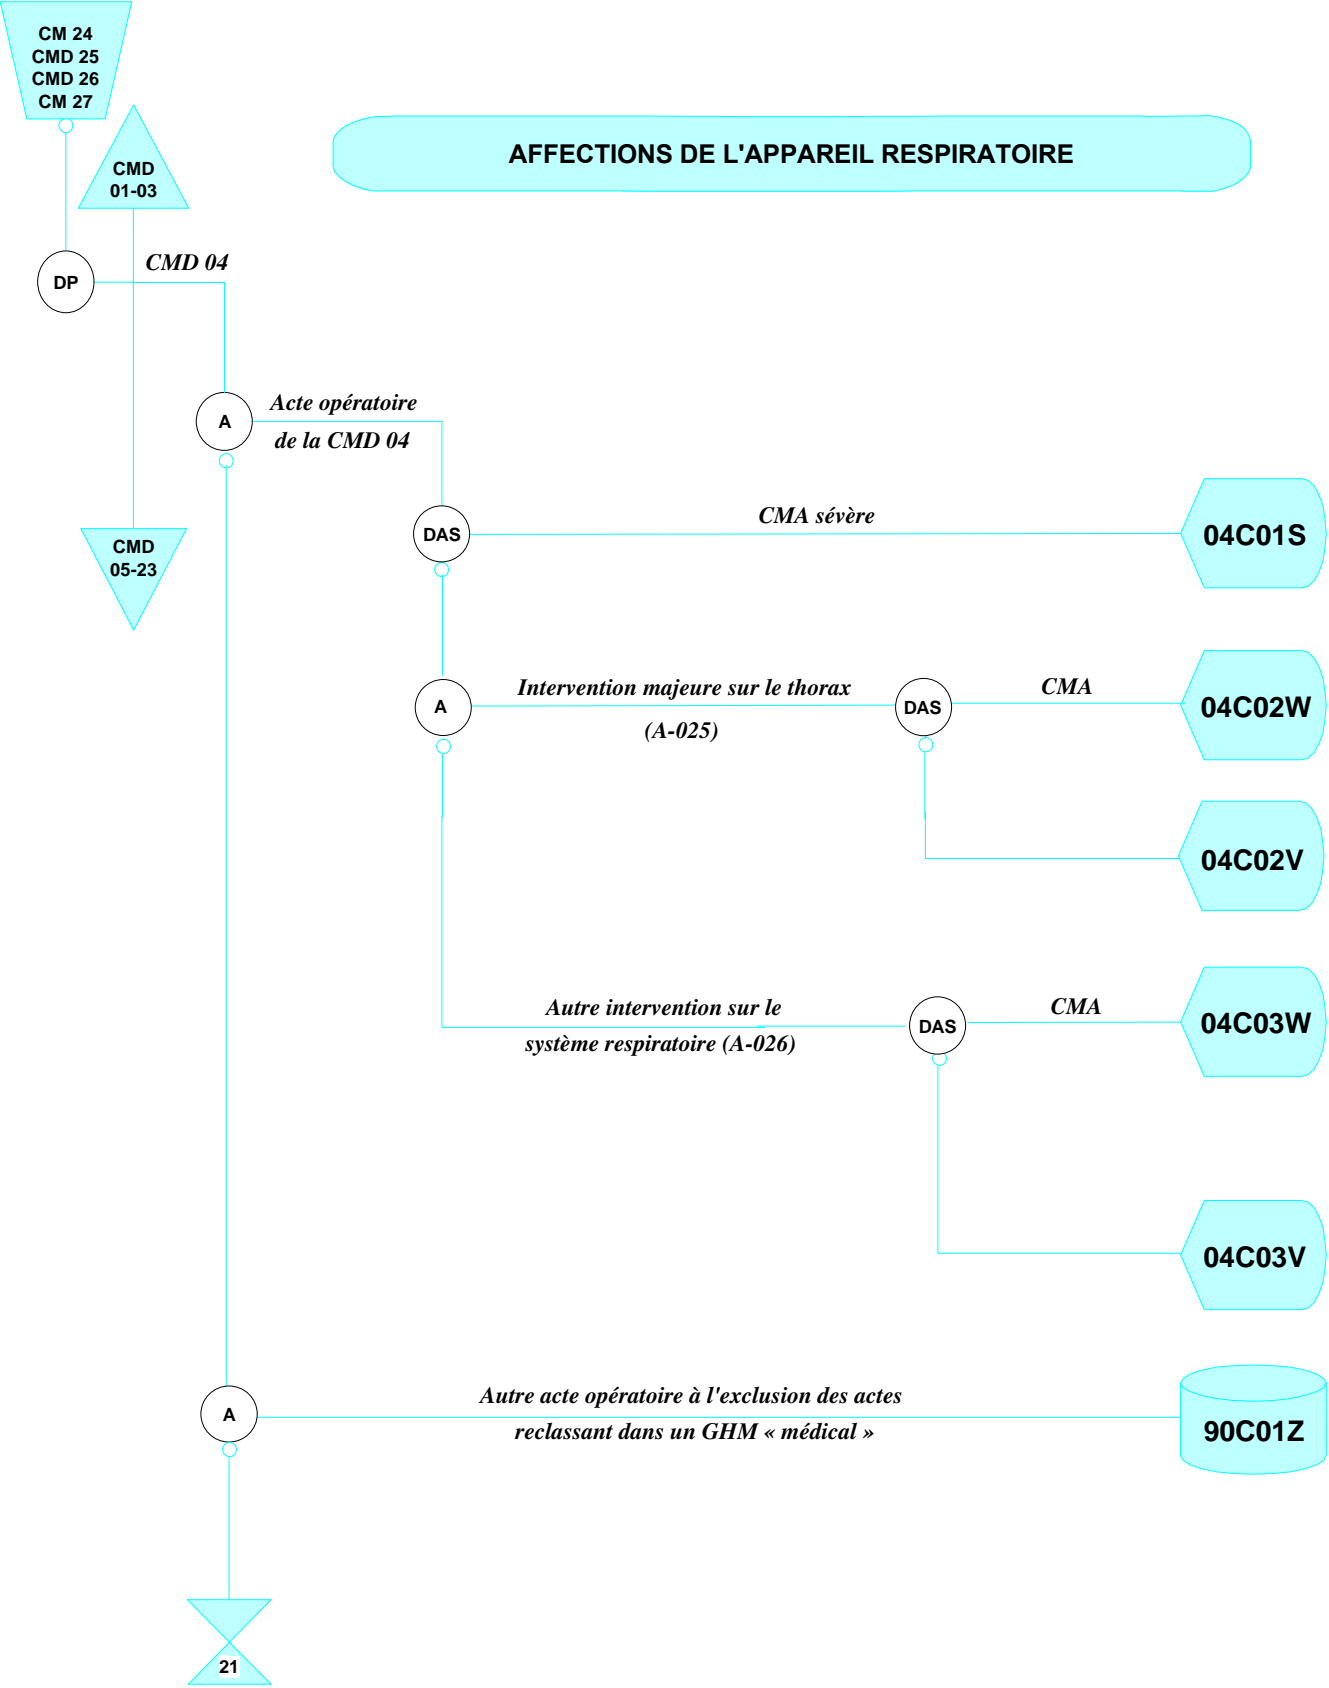 CM 24
CMD 25
CMD 26
CM 27
CMD
01-03
AFFECTIONS DE L'APPAREIL RESPIRATOIRE
DP
CMD 04
A
Acte opératoire
de la CMD 04
DAS
CMA sévère
04C01S
CMD
05-23
A
Intervention majeure sur le thorax
(A-025)
DAS
CMA
04C02W
04C02V
Autre intervention sur le
système respiratoire (A-026)
DAS
CMA
04C03W
04C03V
A
Autre acte opératoire à l'exclusion des actes
reclassant dans un GHM « médical »
90C01Z
21